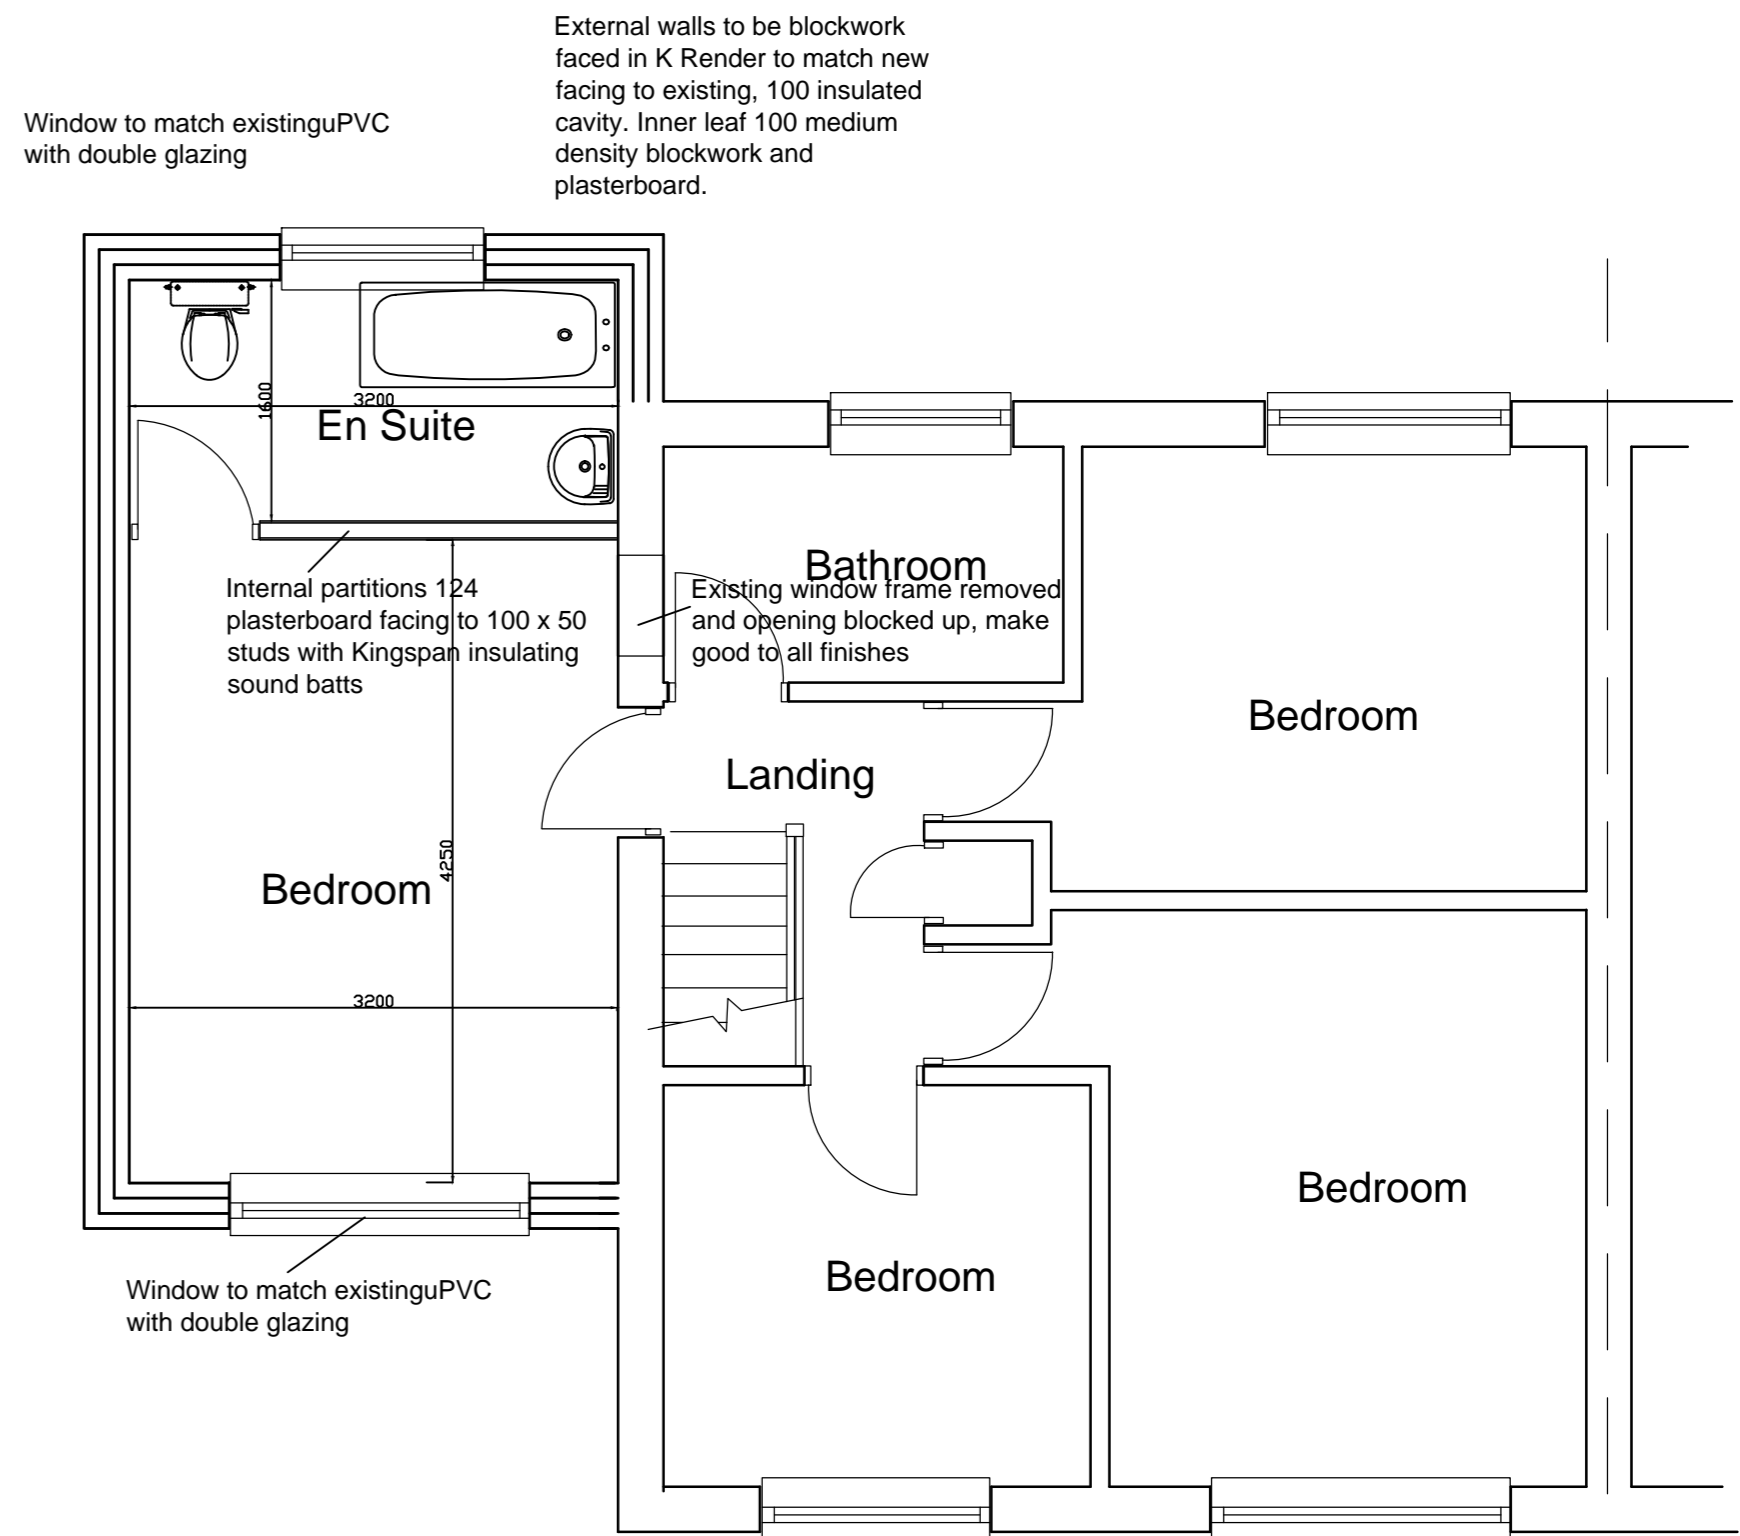 External walls to be blockwork
faced in K Render to match new
facing to existing, 100 insulated
cavity. Inner leaf 100 medium
density blockwork and
plasterboard.
Window to match existinguPVC
with double glazing
1600
3200
En Suite
Bathroom
Internal partitions 124
plasterboard facing to 100 x 50
studs with Kingspan insulating
sound batts
Existing window frame removed
and opening blocked up, make
good to all finishes
Bedroom
Landing
4250
Bedroom
3200
Bedroom
Bedroom
Window to match existinguPVC
with double glazing